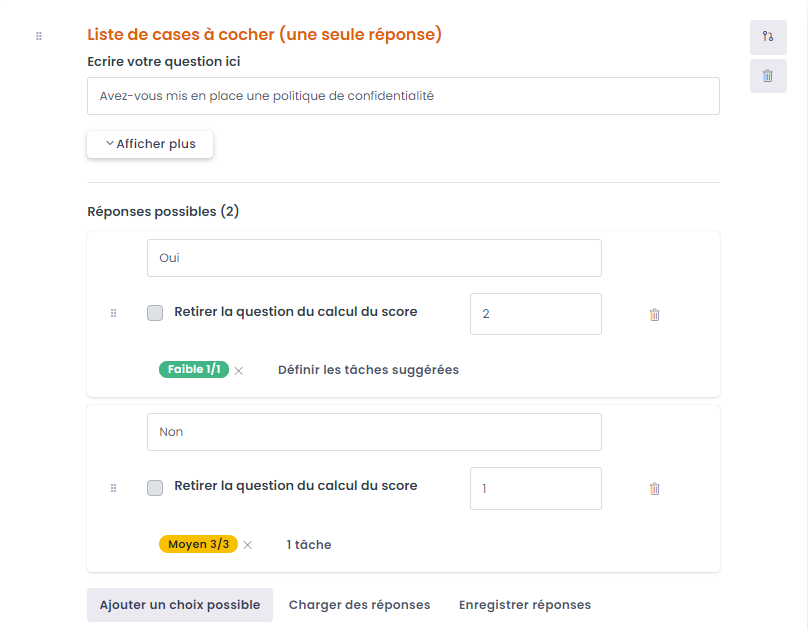 Liste de cases à cocher (une seule réponse)
Ecrire votre question ici
Avez-vous mis en place une politique de confidentialité
Afficher plus
Réponses possibles (2)
Oui
Retirer la question du calcul du score
2
Faible 1/1
Définir les tâches suggérées
Non
Retirer la question du calcul du score
1
Moyen 3/3
1 tâche
Ajouter un choix possible
Charger des réponses
Enregistrer réponses